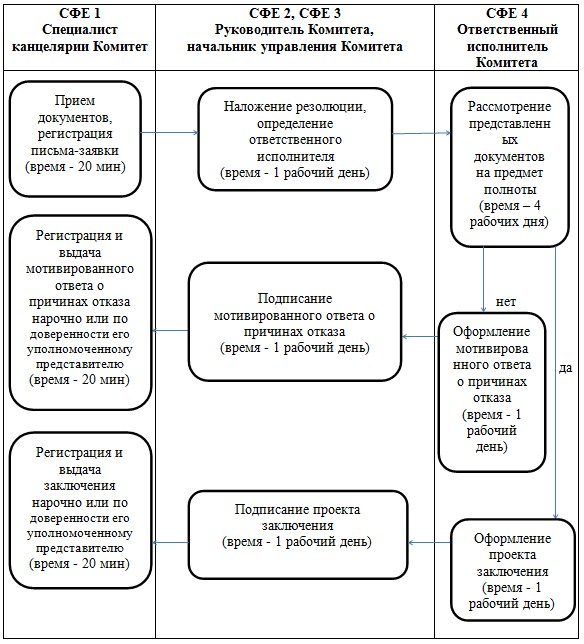 СФЕ 1
Специалист
канцелярии Комитет
СФЕ 2, СФЕ 3
Руководитель Комитета,
начальник управления Комитета
СФЕ 4
Ответственный
исполнитель
Комитета
Прием
документов,
регистрация
письма-заявки
(время - 20 мин)
Наложение резолюции,
определение
ответственного
исполнителя
(время - 1 рабочий день)
Рассмотрение
представленн
ых
документов
на предмет
полноты
(время – 4
рабочих дня)
нет
да
Регистрация и
выдача
мотивированного
ответа о
причинах отказа
нарочно или по
доверенности его
уполномоченному
представителю
(время - 20 мин)
Подписание
мотивированного ответа о
причинах отказа
(время - 1 рабочий день)
Оформление
мотивирова
нного ответа
о причинах
отказа
(время - 1
рабочий
день)
Регистрация и
выдача
заключения
нарочно или по
доверенности его
уполномоченному
представителю
(время - 20 мин)
Подписание проекта
заключения
(время - 1 рабочий день)
Оформление
проекта
заключения
(время - 1
рабочий день)